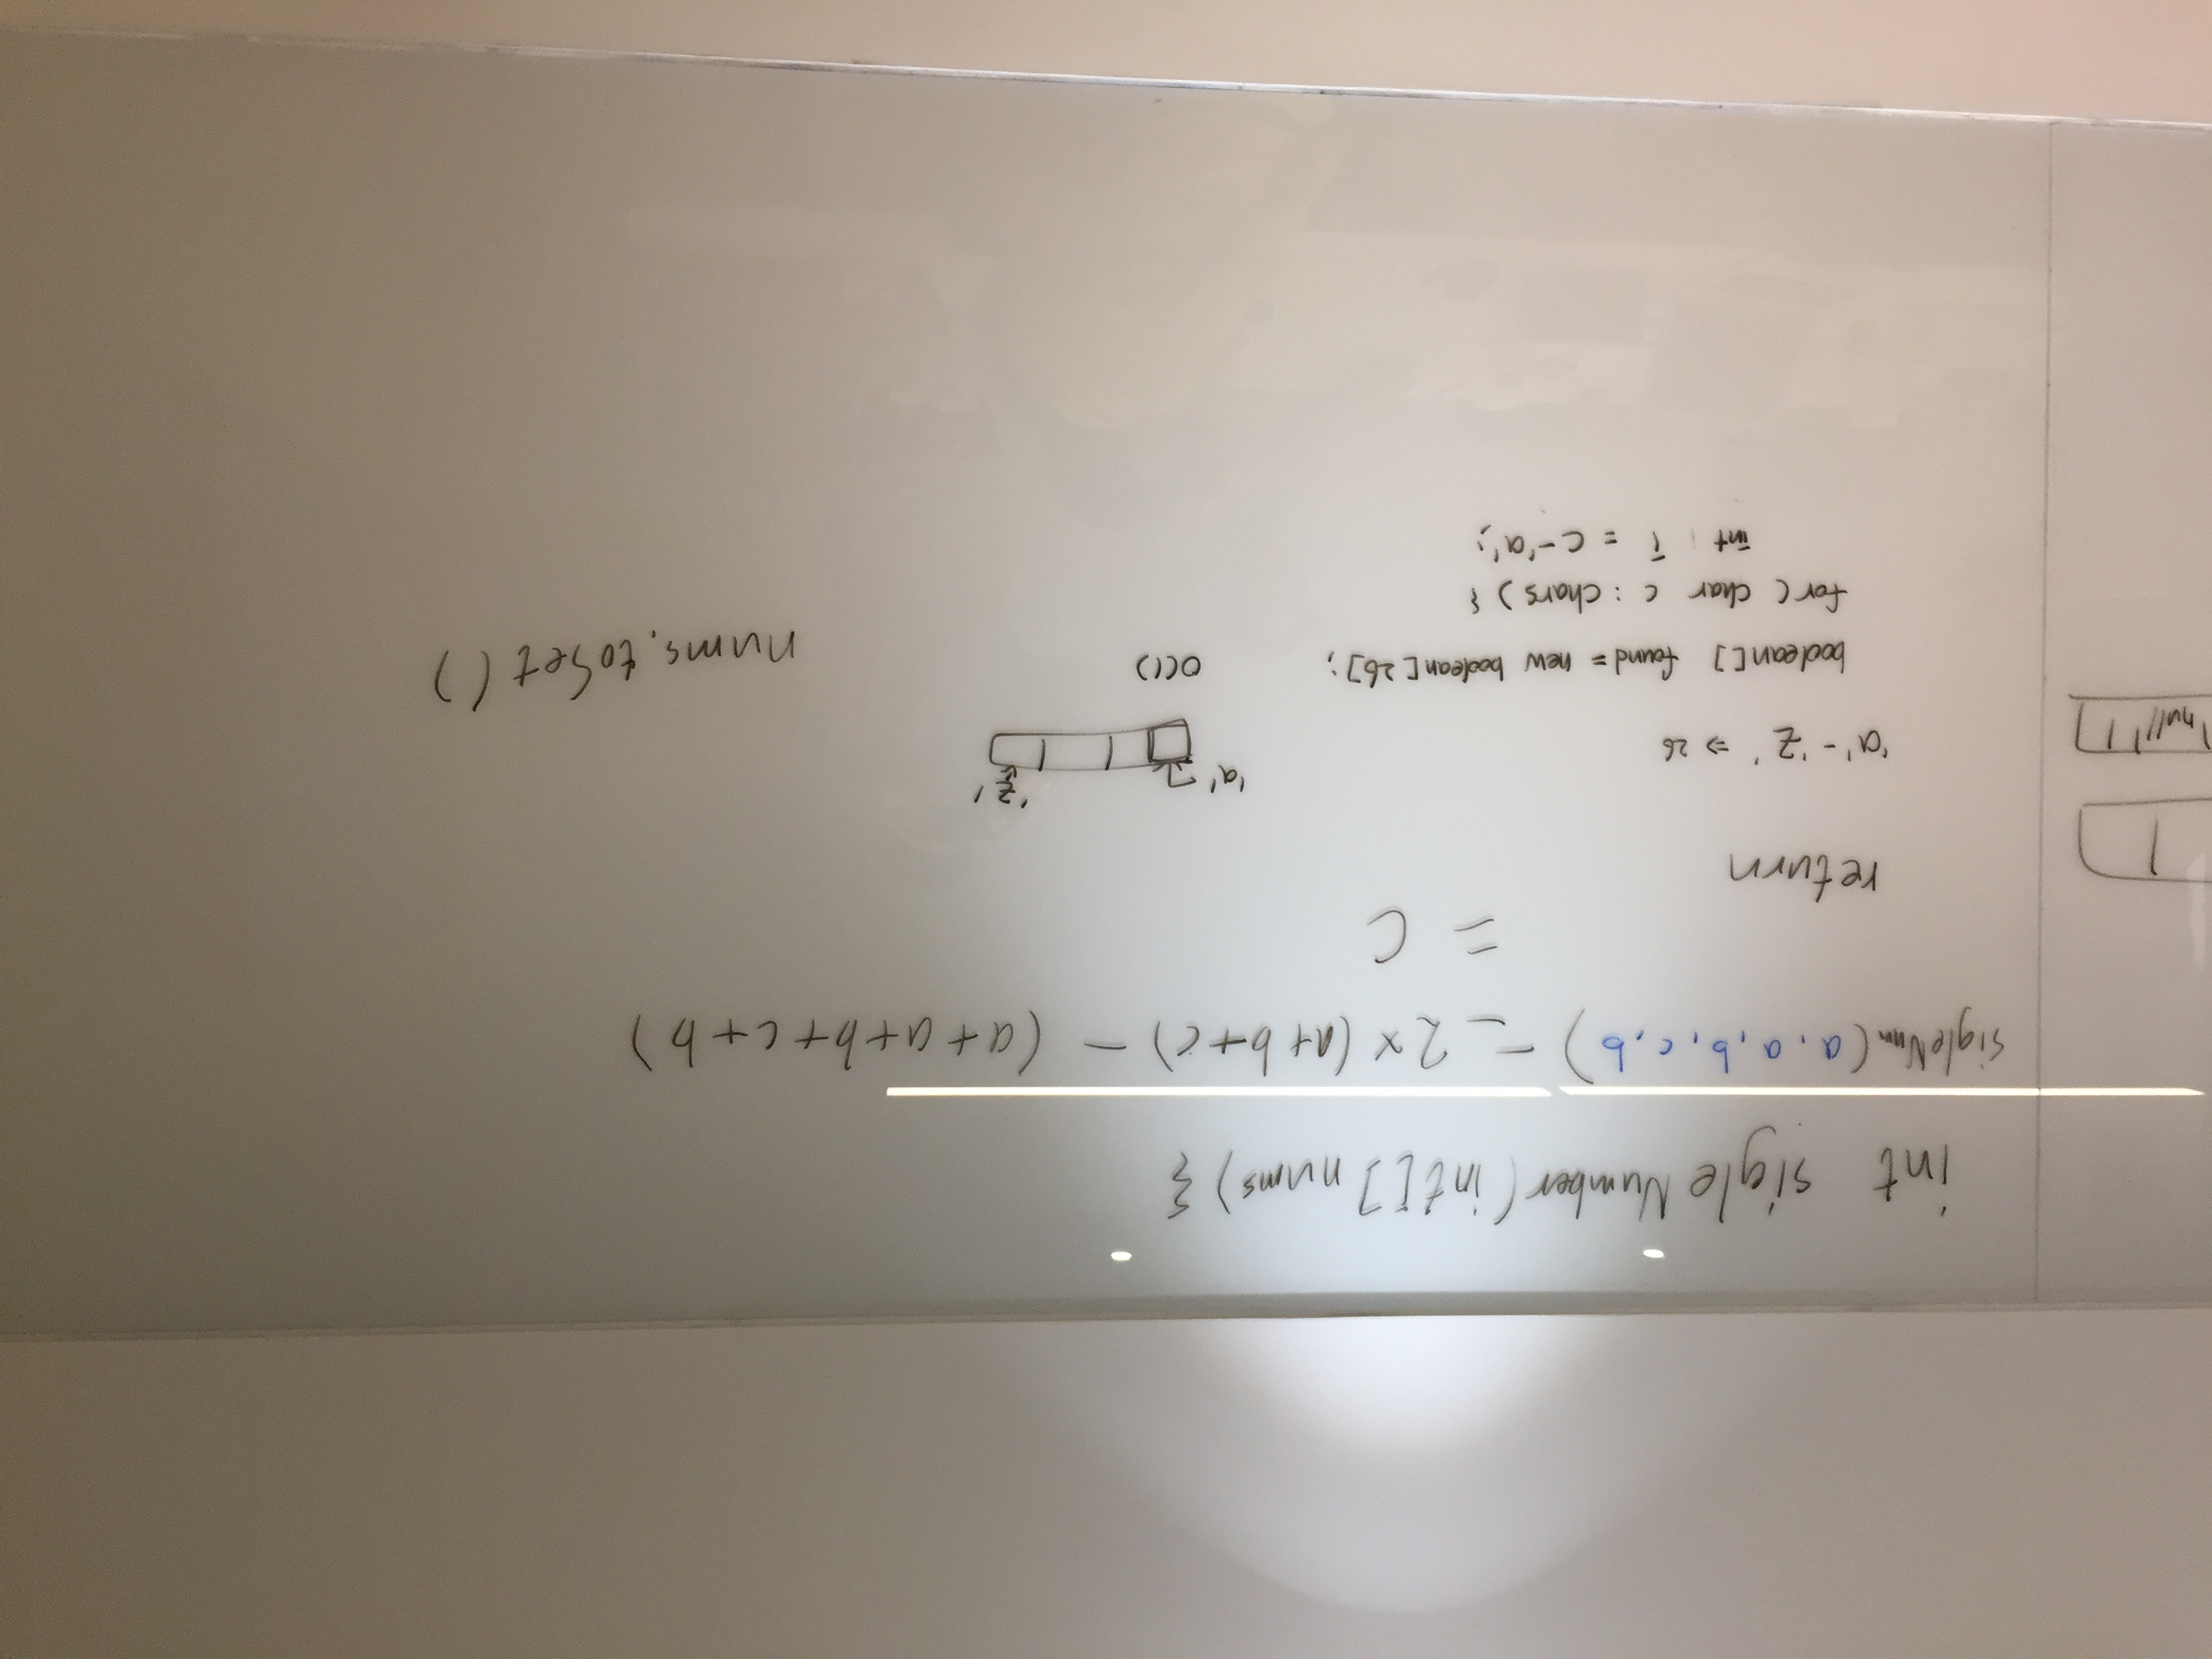 int sigleNumber(int[] nums) {
sigleNum(a, a, b, c, b) = 2 × (a+b+c) - (a+a+b+c+b)
= c
return
'a' - 'z' => 26
'a' 'z'
boolean[] found = new boolean[26]; O(1)
for( char c : chars) {
int i = c - 'a';
nums.toSet()
null